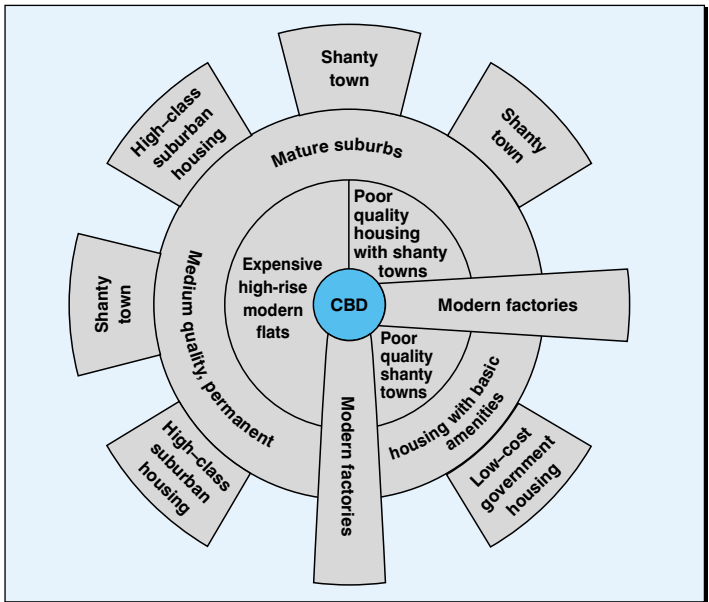 Shanty
town
High–class
suburban
housing
Shanty
town
Mature suburbs
Poor
quality
housing
with shanty
towns
Expensive
high-rise
modern
flats
CBD
Modern factories
Shanty
town
Medium quality, permanent
Poor
quality
shanty
towns
housing with basic
amenities
Modern factories
High–class
suburban
housing
Low–cost
government
housing